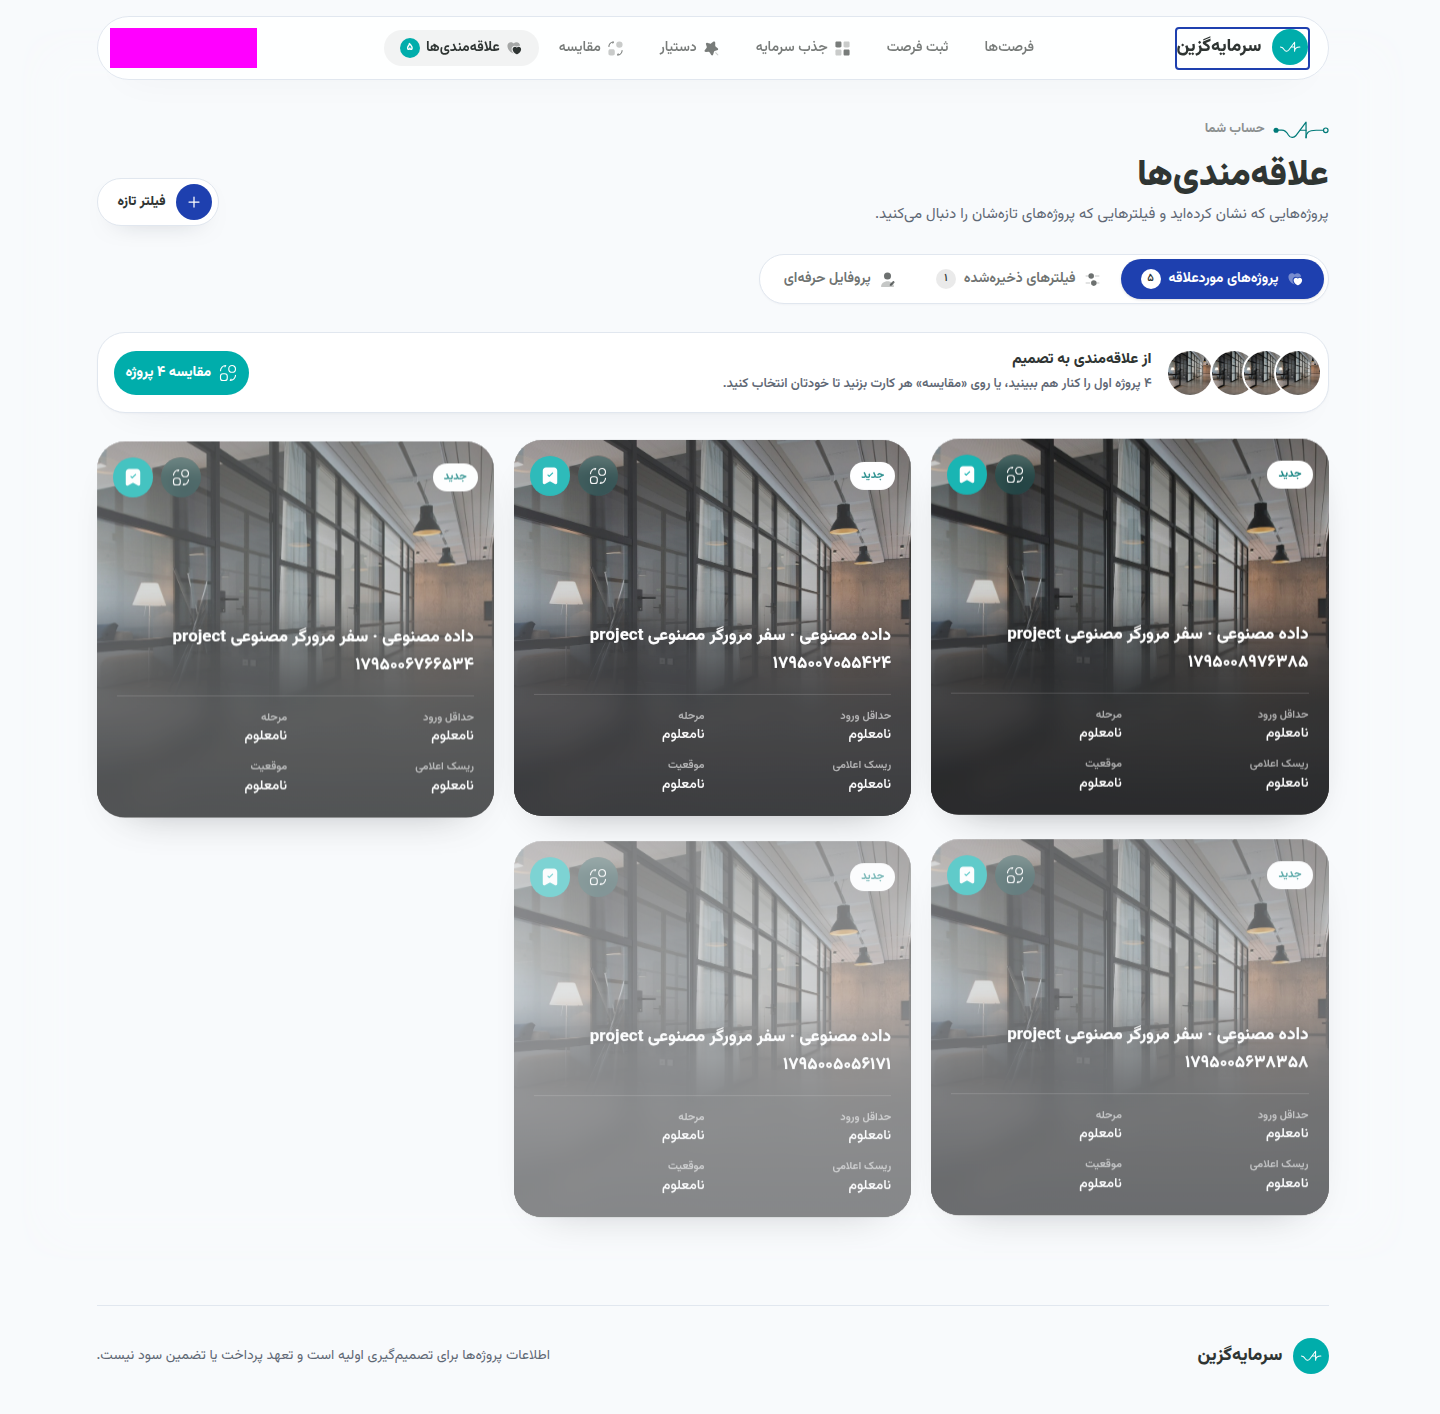 سرمایه‌گزین
فرصت‌ها
ثبت فرصت
جذب سرمایه
دستیار
مقایسه
علاقه‌مندی‌ها ۵
حساب شما
علاقه‌مندی‌ها
پروژه‌هایی که نشان کرده‌اید و فیلترهایی که پروژه‌های تازه‌شان را دنبال می‌کنید.
فیلتر تازه
پروژه‌های موردعلاقه ۵
فیلترهای ذخیره‌شده ۱
پروفایل حرفه‌ای
از علاقه‌مندی به تصمیم
۴ پروژه اول را کنار هم ببینید، یا روی «مقایسه» هر کارت بزنید تا خودتان انتخاب کنید.
مقایسه ۴ پروژه
جدید
داده مصنوعی · سفر مرورگر مصنوعی project
۱۷۹۵۰۰۸۹۷۶۳۸۵
حداقل ورود
نامعلوم
مرحله
نامعلوم
ریسک اعلامی
نامعلوم
موقعیت
نامعلوم
جدید
داده مصنوعی · سفر مرورگر مصنوعی project
۱۷۹۵۰۰۷۰۵۵۴۲۴
حداقل ورود
نامعلوم
مرحله
نامعلوم
ریسک اعلامی
نامعلوم
موقعیت
نامعلوم
جدید
داده مصنوعی · سفر مرورگر مصنوعی project
۱۷۹۵۰۰۶۷۶۶۵۳۴
حداقل ورود
نامعلوم
مرحله
نامعلوم
ریسک اعلامی
نامعلوم
موقعیت
نامعلوم
جدید
داده مصنوعی · سفر مرورگر مصنوعی project
۱۷۹۵۰۰۵۶۳۸۳۵۸
حداقل ورود
نامعلوم
مرحله
نامعلوم
ریسک اعلامی
نامعلوم
موقعیت
نامعلوم
جدید
داده مصنوعی · سفر مرورگر مصنوعی project
۱۷۹۵۰۰۵۰۵۶۱۷۱
حداقل ورود
نامعلوم
مرحله
نامعلوم
ریسک اعلامی
نامعلوم
موقعیت
نامعلوم
سرمایه‌گزین
اطلاعات پروژه‌ها برای تصمیم‌گیری اولیه است و تعهد پرداخت یا تضمین سود نیست.